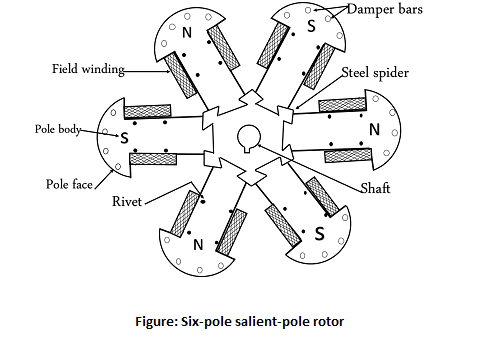 Damper bars
N
S
Field winding
Steel spider
Pole body
S
N
Pole face
Rivet
Shaft
N
S
Figure: Six-pole salient-pole rotor